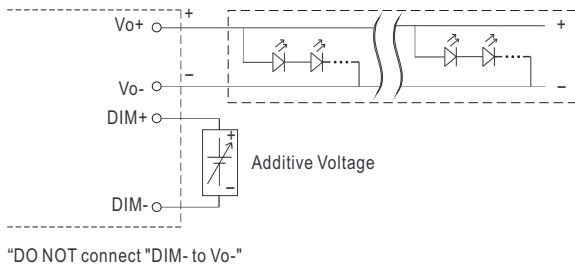 Vo+
+
+
Vo-
–
–
DIM+
+
Additive Voltage
–
DIM-
“DO NOT connect "DIM- to Vo-"